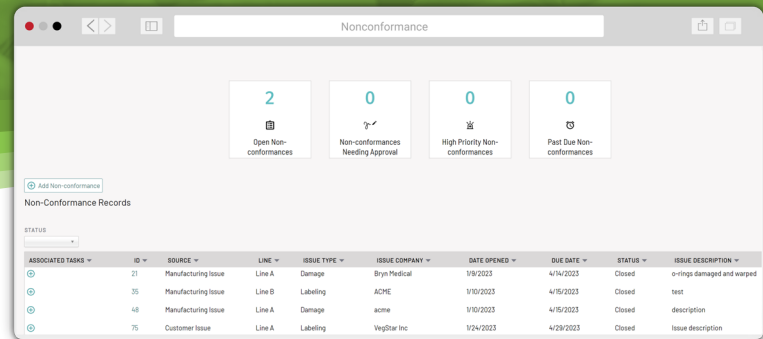 Nonconformance
2 0 0 0
Open Non- Non-conformances High Priority Non- Past Due Non-
conformances Needing Approval conformances conformances
Add Non-conformance
Non-Conformance Records
STATUS
ASSOCIATED TASKS ID SOURCE LINE ISSUE TYPE ISSUE COMPANY DATE OPENED DUE DATE STATUS ISSUE DESCRIPTION
21 Manufacturing Issue Line A Damage Bryn Medical 1/9/2023 4/14/2023 Closed o-rings damaged and warped
35 Manufacturing Issue Line B Labeling ACME 1/10/2023 4/15/2023 Closed test
48 Manufacturing Issue Line A Damage acme 1/10/2023 4/15/2023 Closed description
75 Customer Issue Line A Labeling VegStar Inc 1/24/2023 4/29/2023 Closed Issue description